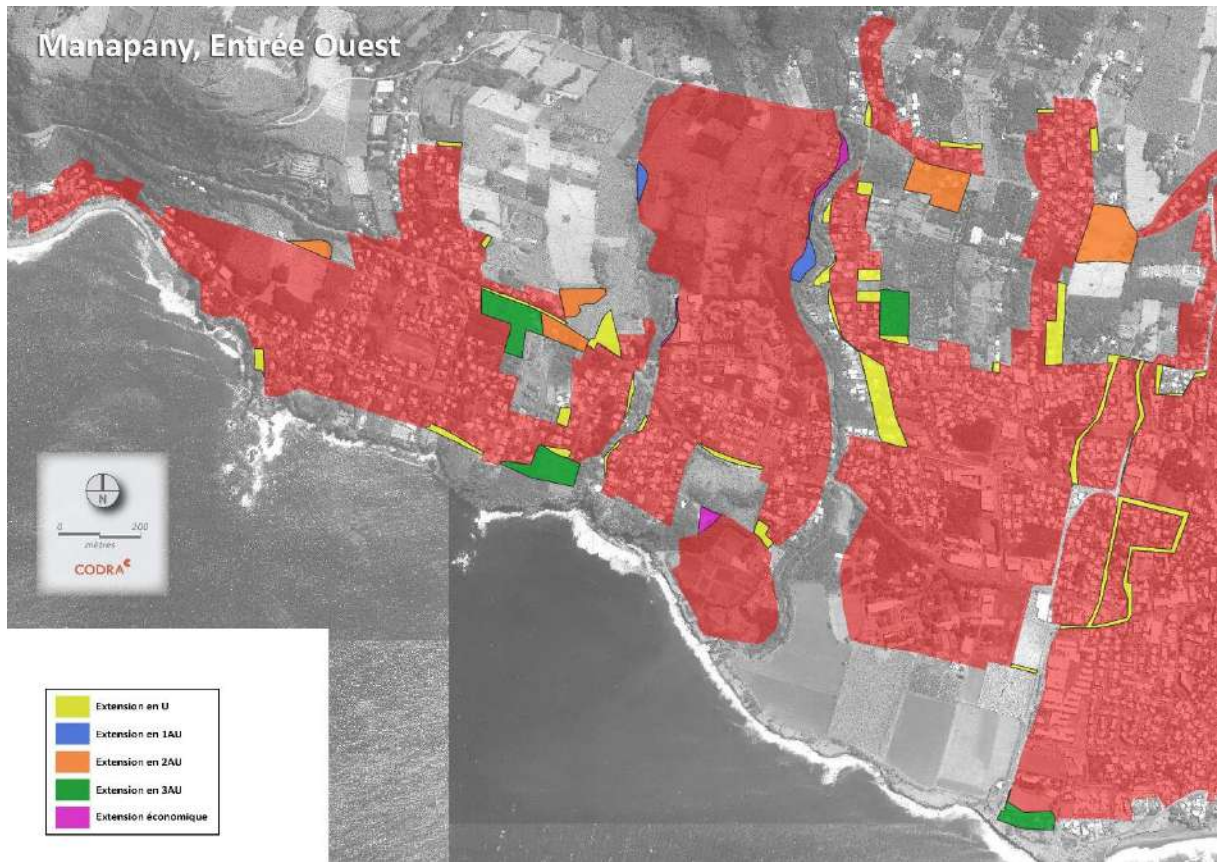 Manapany, Entrée Ouest
N
0 200
mètres
CODRA
Extension en U
Extension en 1AU
Extension en 2AU
Extension en 3AU
Extension économique